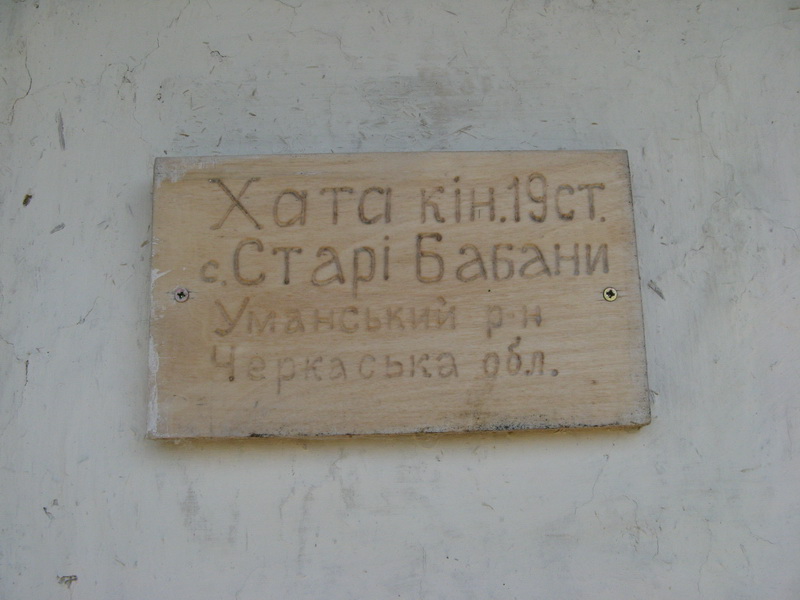 Хата кін.19ст.
с.Старі Бабани
Уманський р-н
Черкаська обл.